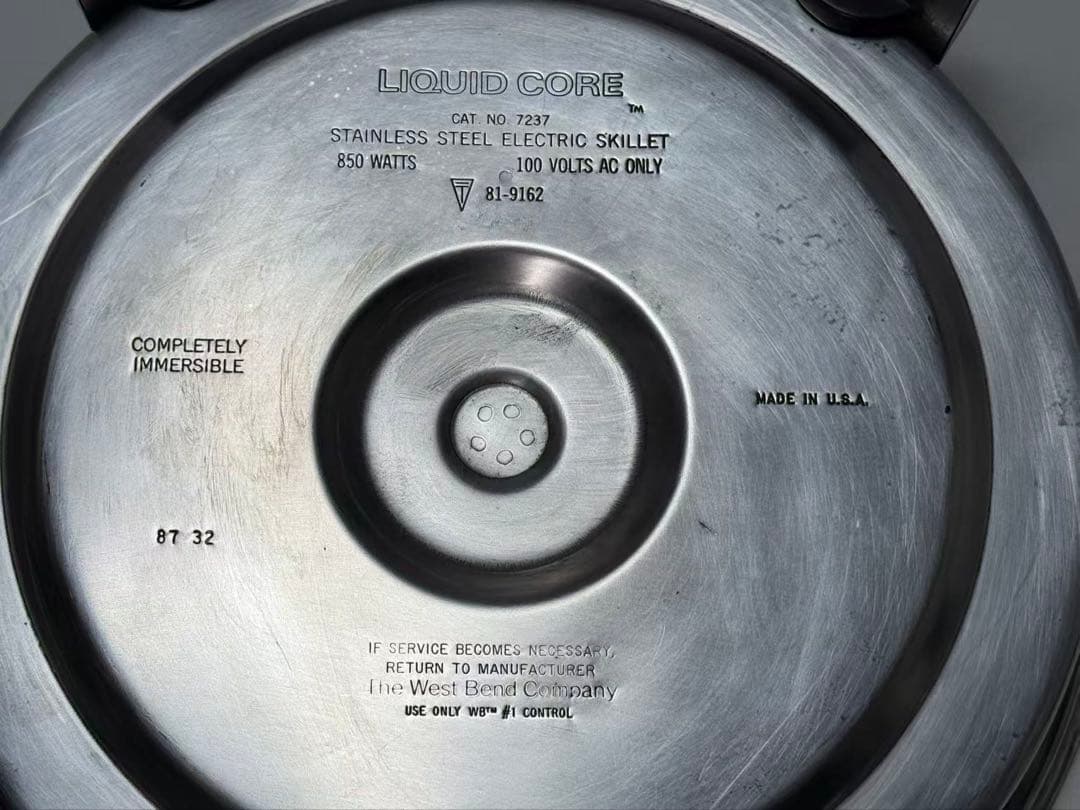 LIQUID CORE™
CAT. NO. 7237
STAINLESS STEEL ELECTRIC SKILLET
850 WATTS 100 VOLTS AC ONLY
T 81-9162
COMPLETELY
IMMERSIBLE
MADE IN U.S.A.
87 32
IF SERVICE BECOMES NECESSARY,
RETURN TO MANUFACTURER
The West Bend Company
USE ONLY WB™ #1 CONTROL